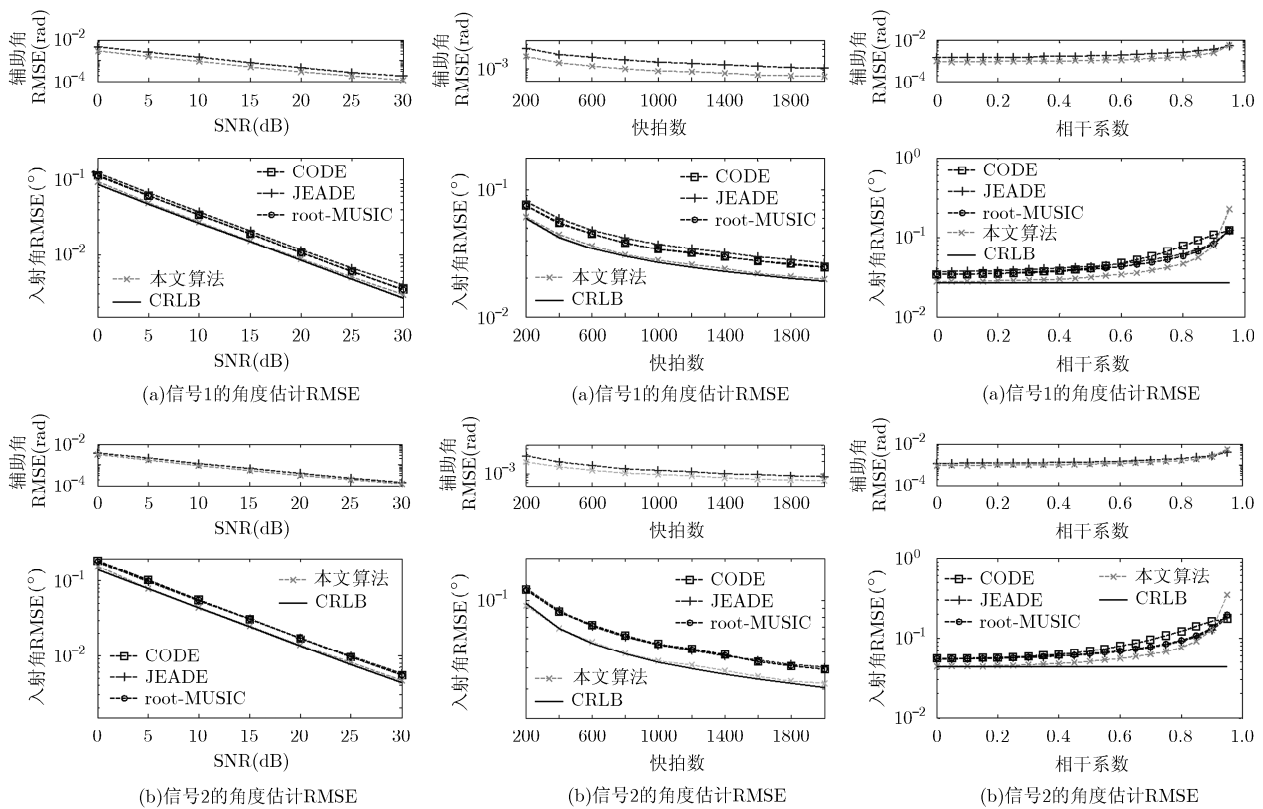 辅助角
RMSE(rad)
10⁻²
10⁻⁴
0 5 10 15 20 25 30
SNR(dB)
入射角RMSE(°)
10⁻¹
10⁻²
CODE
JEADE
root-MUSIC
本文算法
CRLB
0 5 10 15 20 25 30
SNR(dB)
(a)信号1的角度估计RMSE
辅助角
RMSE(rad)
10⁻³
200 600 1000 1400 1800
快拍数
入射角RMSE(°)
10⁻¹
10⁻²
CODE
JEADE
root-MUSIC
本文算法
CRLB
200 600 1000 1400 1800
快拍数
(a)信号1的角度估计RMSE
辅助角
RMSE(rad)
10⁻²
10⁻⁴
0 0.2 0.4 0.6 0.8 1.0
相干系数
入射角RMSE(°)
10⁰
10⁻¹
10⁻²
CODE
JEADE
root-MUSIC
本文算法
CRLB
0 0.2 0.4 0.6 0.8 1.0
相干系数
(a)信号1的角度估计RMSE
辅助角
RMSE(rad)
10⁻²
10⁻⁴
0 5 10 15 20 25 30
SNR(dB)
入射角RMSE(°)
10⁻¹
10⁻²
本文算法
CRLB
CODE
JEADE
root-MUSIC
0 5 10 15 20 25 30
SNR(dB)
(b)信号2的角度估计RMSE
辅助角
RMSE(rad)
10⁻³
200 600 1000 1400 1800
快拍数
入射角RMSE(°)
10⁻¹
CODE
JEADE
root-MUSIC
本文算法
CRLB
200 600 1000 1400 1800
快拍数
(b)信号2的角度估计RMSE
辅助角
RMSE(rad)
10⁻²
10⁻⁴
0 0.2 0.4 0.6 0.8 1.0
相干系数
入射角RMSE(°)
10⁰
10⁻¹
10⁻²
CODE
JEADE
root-MUSIC
本文算法
CRLB
0 0.2 0.4 0.6 0.8 1.0
相干系数
(b)信号2的角度估计RMSE